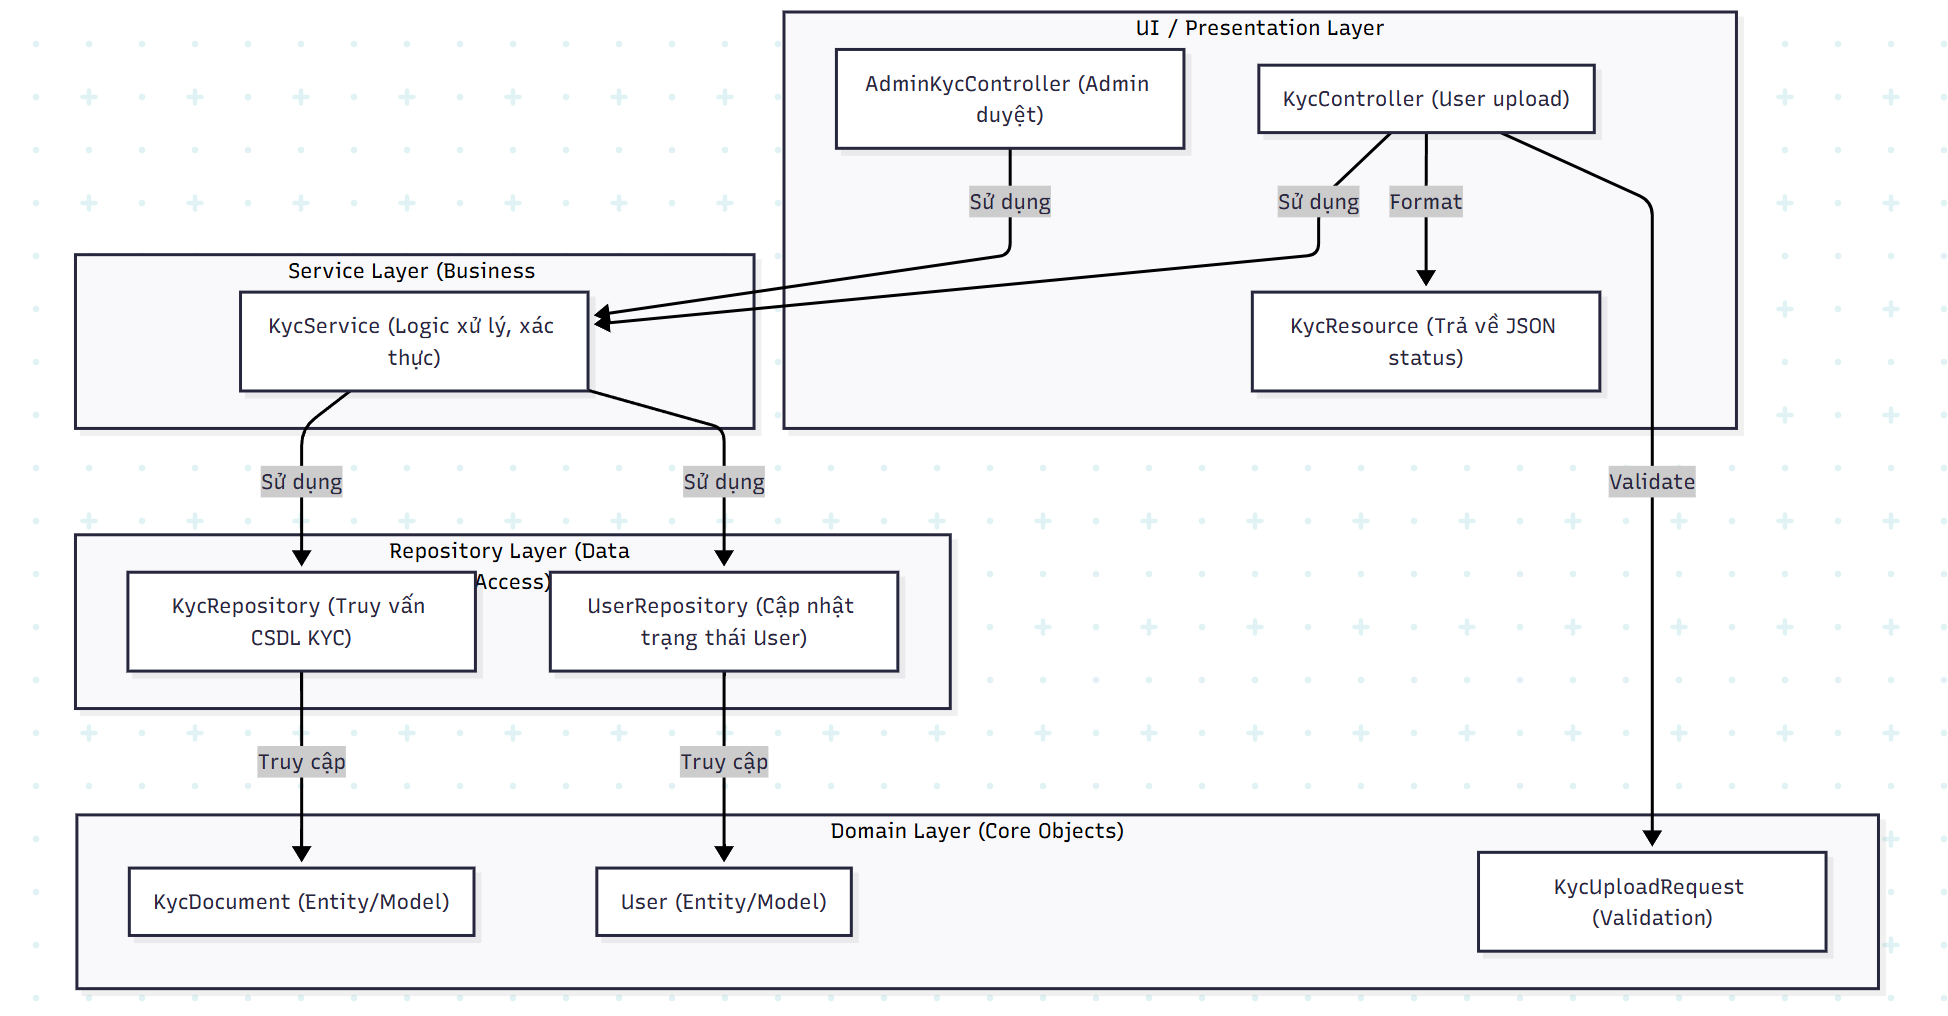 UI / Presentation Layer
AdminKycController (Admin
duyệt)
KycController (User upload)
Sử dụng
Sử dụng
Format
Service Layer (Business
KycService (Logic xử lý, xác
thực)
KycResource (Trả về JSON
status)
Sử dụng
Sử dụng
Validate
Repository Layer (Data
Access)
KycRepository (Truy vấn
CSDL KYC)
UserRepository (Cập nhật
trạng thái User)
Truy cập
Truy cập
Domain Layer (Core Objects)
KycDocument (Entity/Model)
User (Entity/Model)
KycUploadRequest
(Validation)